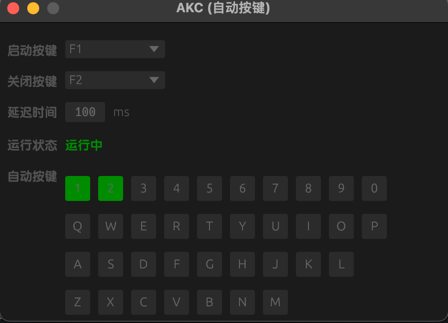 AKC (自动按键)
启动按键 F1
关闭按键 F2
延迟时间 100 ms
运行状态 运行中
自动按键 1 2 3 4 5 6 7 8 9 0
Q W E R T Y U I O P
A S D F G H J K L
Z X C V B N M